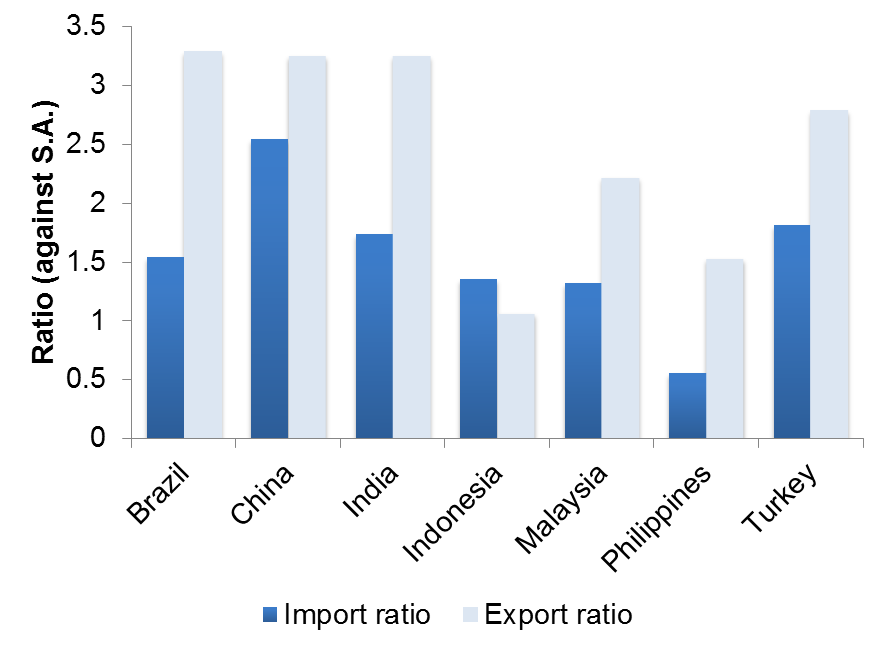 Ratio (against S.A.)
3.5
3
2.5
2
1.5
1
0.5
0
Brazil
China
India
Indonesia
Malaysia
Philippines
Turkey
Import ratio
Export ratio